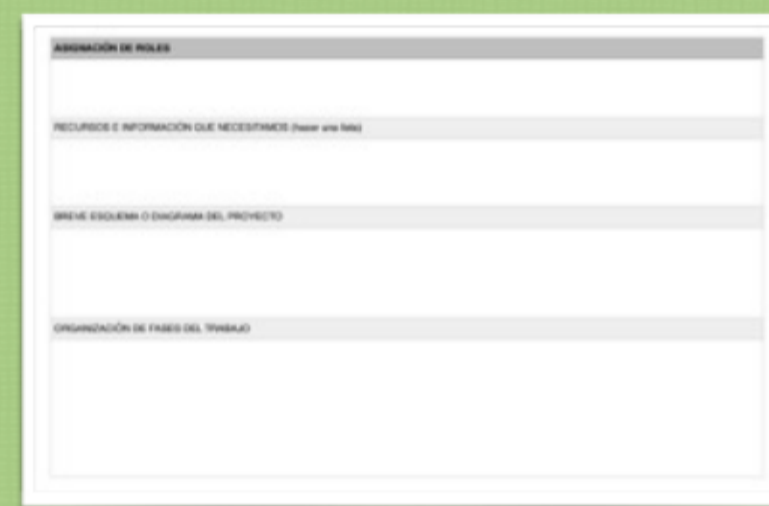 ASIGNACIÓN DE ROLES
RECURSOS E INFORMACIÓN QUE NECESITAMOS (hacer una lista)
BREVE ESQUEMA O DIAGRAMA DEL PROYECTO
ORGANIZACIÓN DE FASES DEL TRABAJO